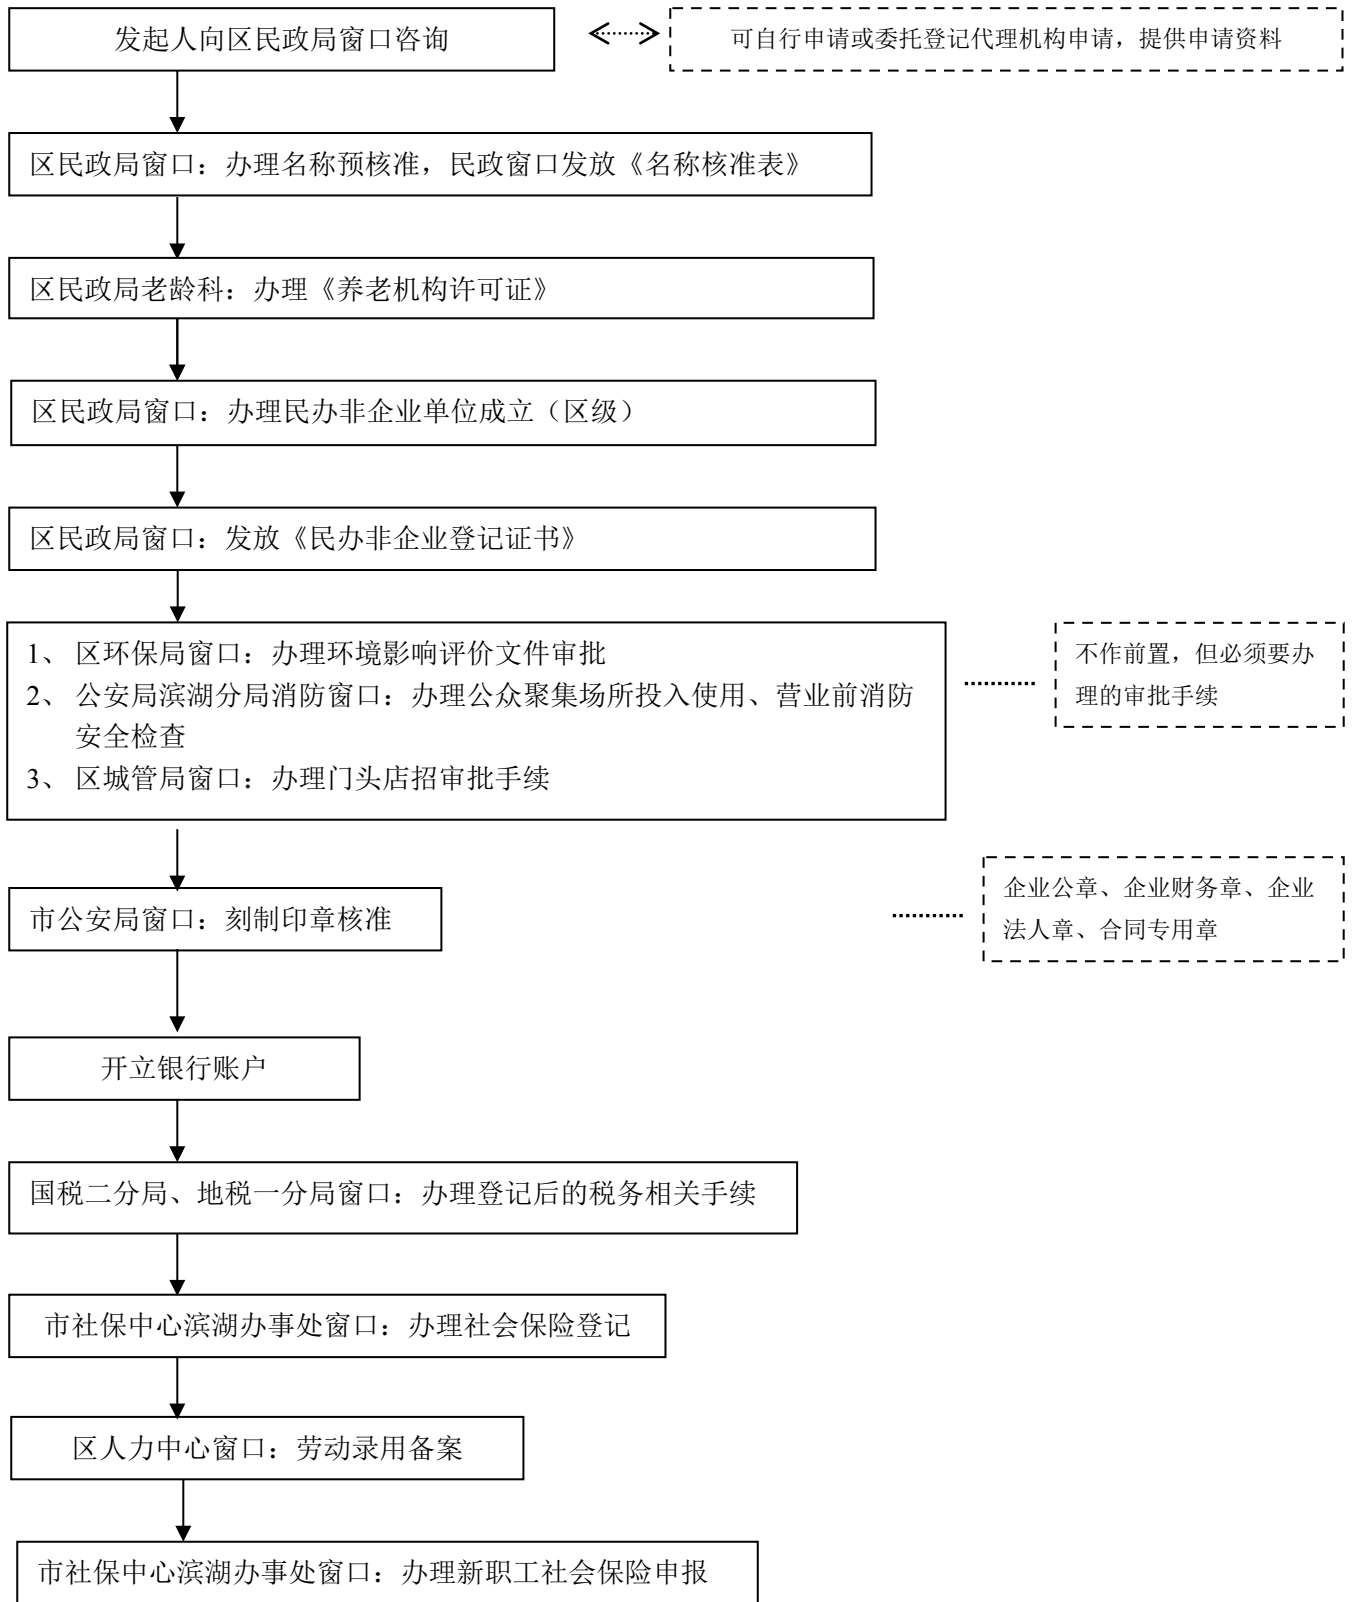 发起人向区民政局窗口咨询
可自行申请或委托登记代理机构申请，提供申请资料
区民政局窗口：办理名称预核准，民政窗口发放《名称核准表》
区民政局老龄科：办理《养老机构许可证》
区民政局窗口：办理民办非企业单位成立（区级）
区民政局窗口：发放《民办非企业登记证书》
1、 区环保局窗口：办理环境影响评价文件审批
2、 公安局滨湖分局消防窗口：办理公众聚集场所投入使用、营业前消防
安全检查
3、 区城管局窗口：办理门头店招审批手续
不作前置，但必须要办
理的审批手续
市公安局窗口：刻制印章核准
企业公章、企业财务章、企业
法人章、合同专用章
开立银行账户
国税二分局、地税一分局窗口：办理登记后的税务相关手续
市社保中心滨湖办事处窗口：办理社会保险登记
区人力中心窗口：劳动录用备案
市社保中心滨湖办事处窗口：办理新职工社会保险申报